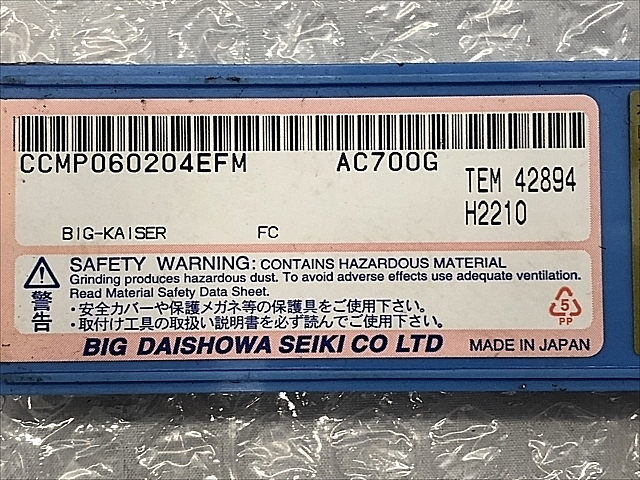 CCMP060204EFM AC700G
TEM 42894
H2210
BIG-KAISER FC
SAFETY WARNING: CONTAINS HAZARDOUS MATERIAL
Grinding produces hazardous dust. To avoid adverse effects use adequate ventilation.
Read Material Safety Data Sheet.
警告
・安全カバーや保護メガネ等の保護具をご使用下さい。
・取付け工具の取扱い説明書を必ず読んでご使用下さい。
5
PP
BIG DAISHOWA SEIKI CO LTD MADE IN JAPAN